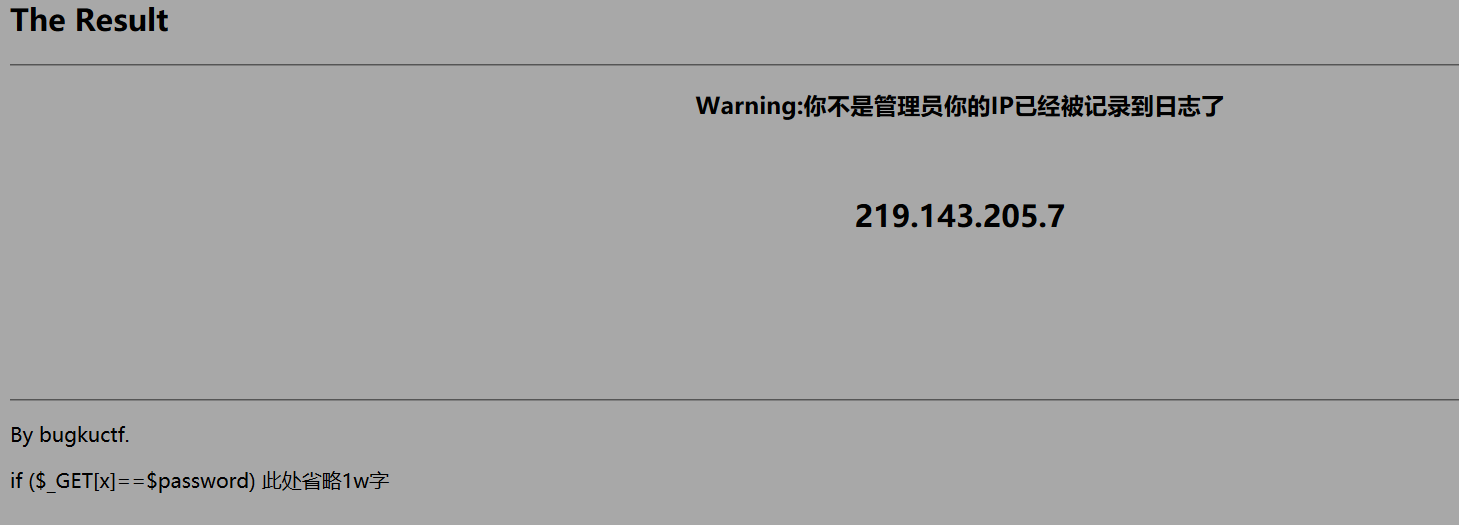 The Result
Warning:你不是管理员你的IP已经被记录到日志了
219.143.205.7
By bugkuctf.
if ($_GET[x]==$password) 此处省略1w字